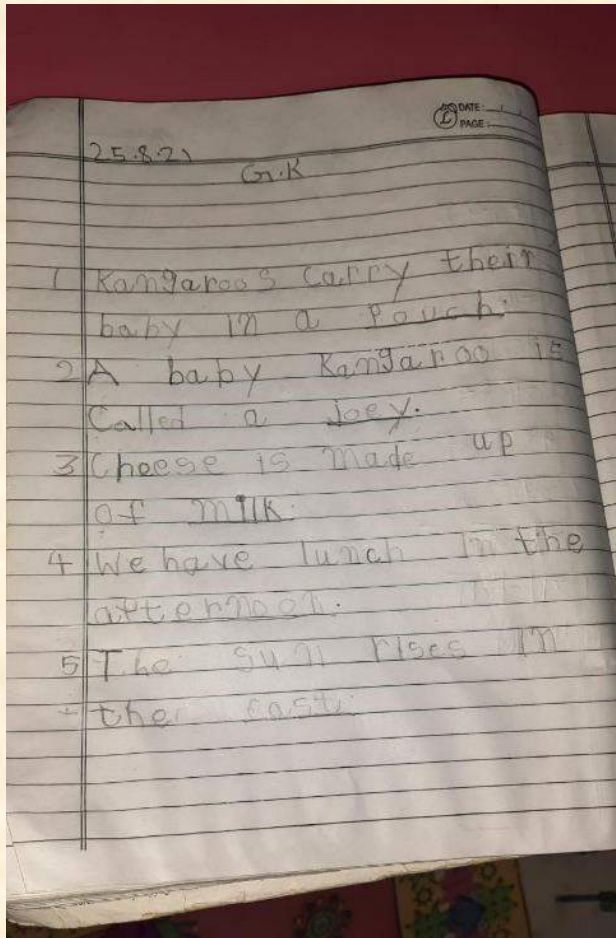 DATE:
PAGE:
25.8.21
G.K
1 Kangaroos Carry their
baby in a Pouch.
2 A baby Kangaroo is
Called a joey.
3 Cheese is made up
of milk.
4 We have lunch in the
afternoon.
5 The Sun rises in
the east.